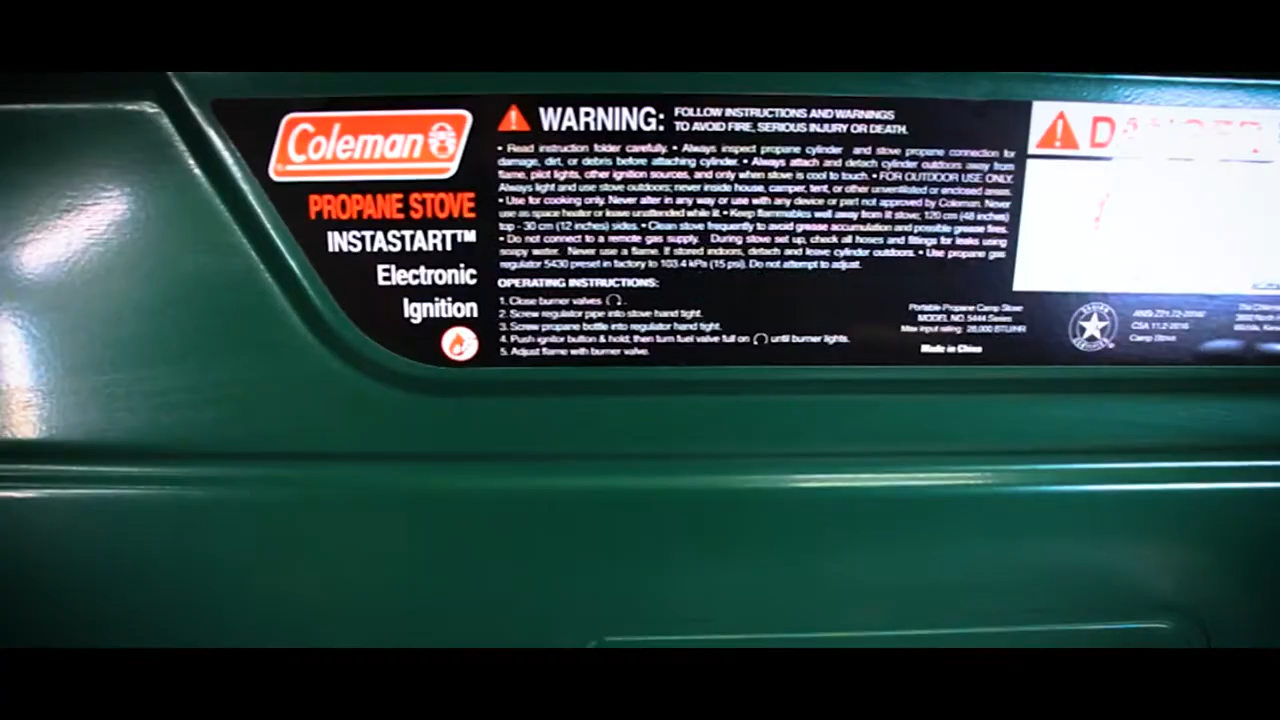 Coleman
PROPANE STOVE
INSTASTART™
Electronic
Ignition
WARNING: FOLLOW INSTRUCTIONS AND WARNINGS
TO AVOID FIRE, SERIOUS INJURY OR DEATH.
• Read instruction folder carefully. • Always inspect propane cylinder and stove propane connection for
damage, dirt, or debris before attaching cylinder. • Always attach and detach cylinder outdoors away from
flame, pilot lights, other ignition sources, and only when stove is cool to touch. • FOR OUTDOOR USE ONLY.
Always light and use stove outdoors; never inside house, camper, tent, or other unventilated or enclosed areas.
• Use for cooking only. Never alter in any way or use with any device or part not approved by Coleman. Never
use as space heater or leave unattended while lit. • Keep flammables well away from lit stove; 120 cm (48 inches)
top - 30 cm (12 inches) sides. • Clean stove frequently to avoid grease accumulation and possible grease fires.
• Do not connect to a remote gas supply. During stove set up, check all hoses and fittings for leaks using
soapy water. Never use a flame. If stored indoors, detach and leave cylinder outdoors. • Use propane gas
regulator 5430 preset in factory to 103.4 kPa (15 psi). Do not attempt to adjust.
OPERATING INSTRUCTIONS:
1. Close burner valves .
2. Screw regulator pipe into stove hand tight.
3. Screw propane bottle into regulator hand tight.
4. Push ignitor button & hold; then turn fuel valve full on until burner lights.
5. Adjust flame with burner valve.
Portable Propane Camp Stove
MODEL NO. 5444 Series
Max input rating: 28,000 BTU/HR
Made in China
CSA 11.2-2016
Camp Stove
DANGER